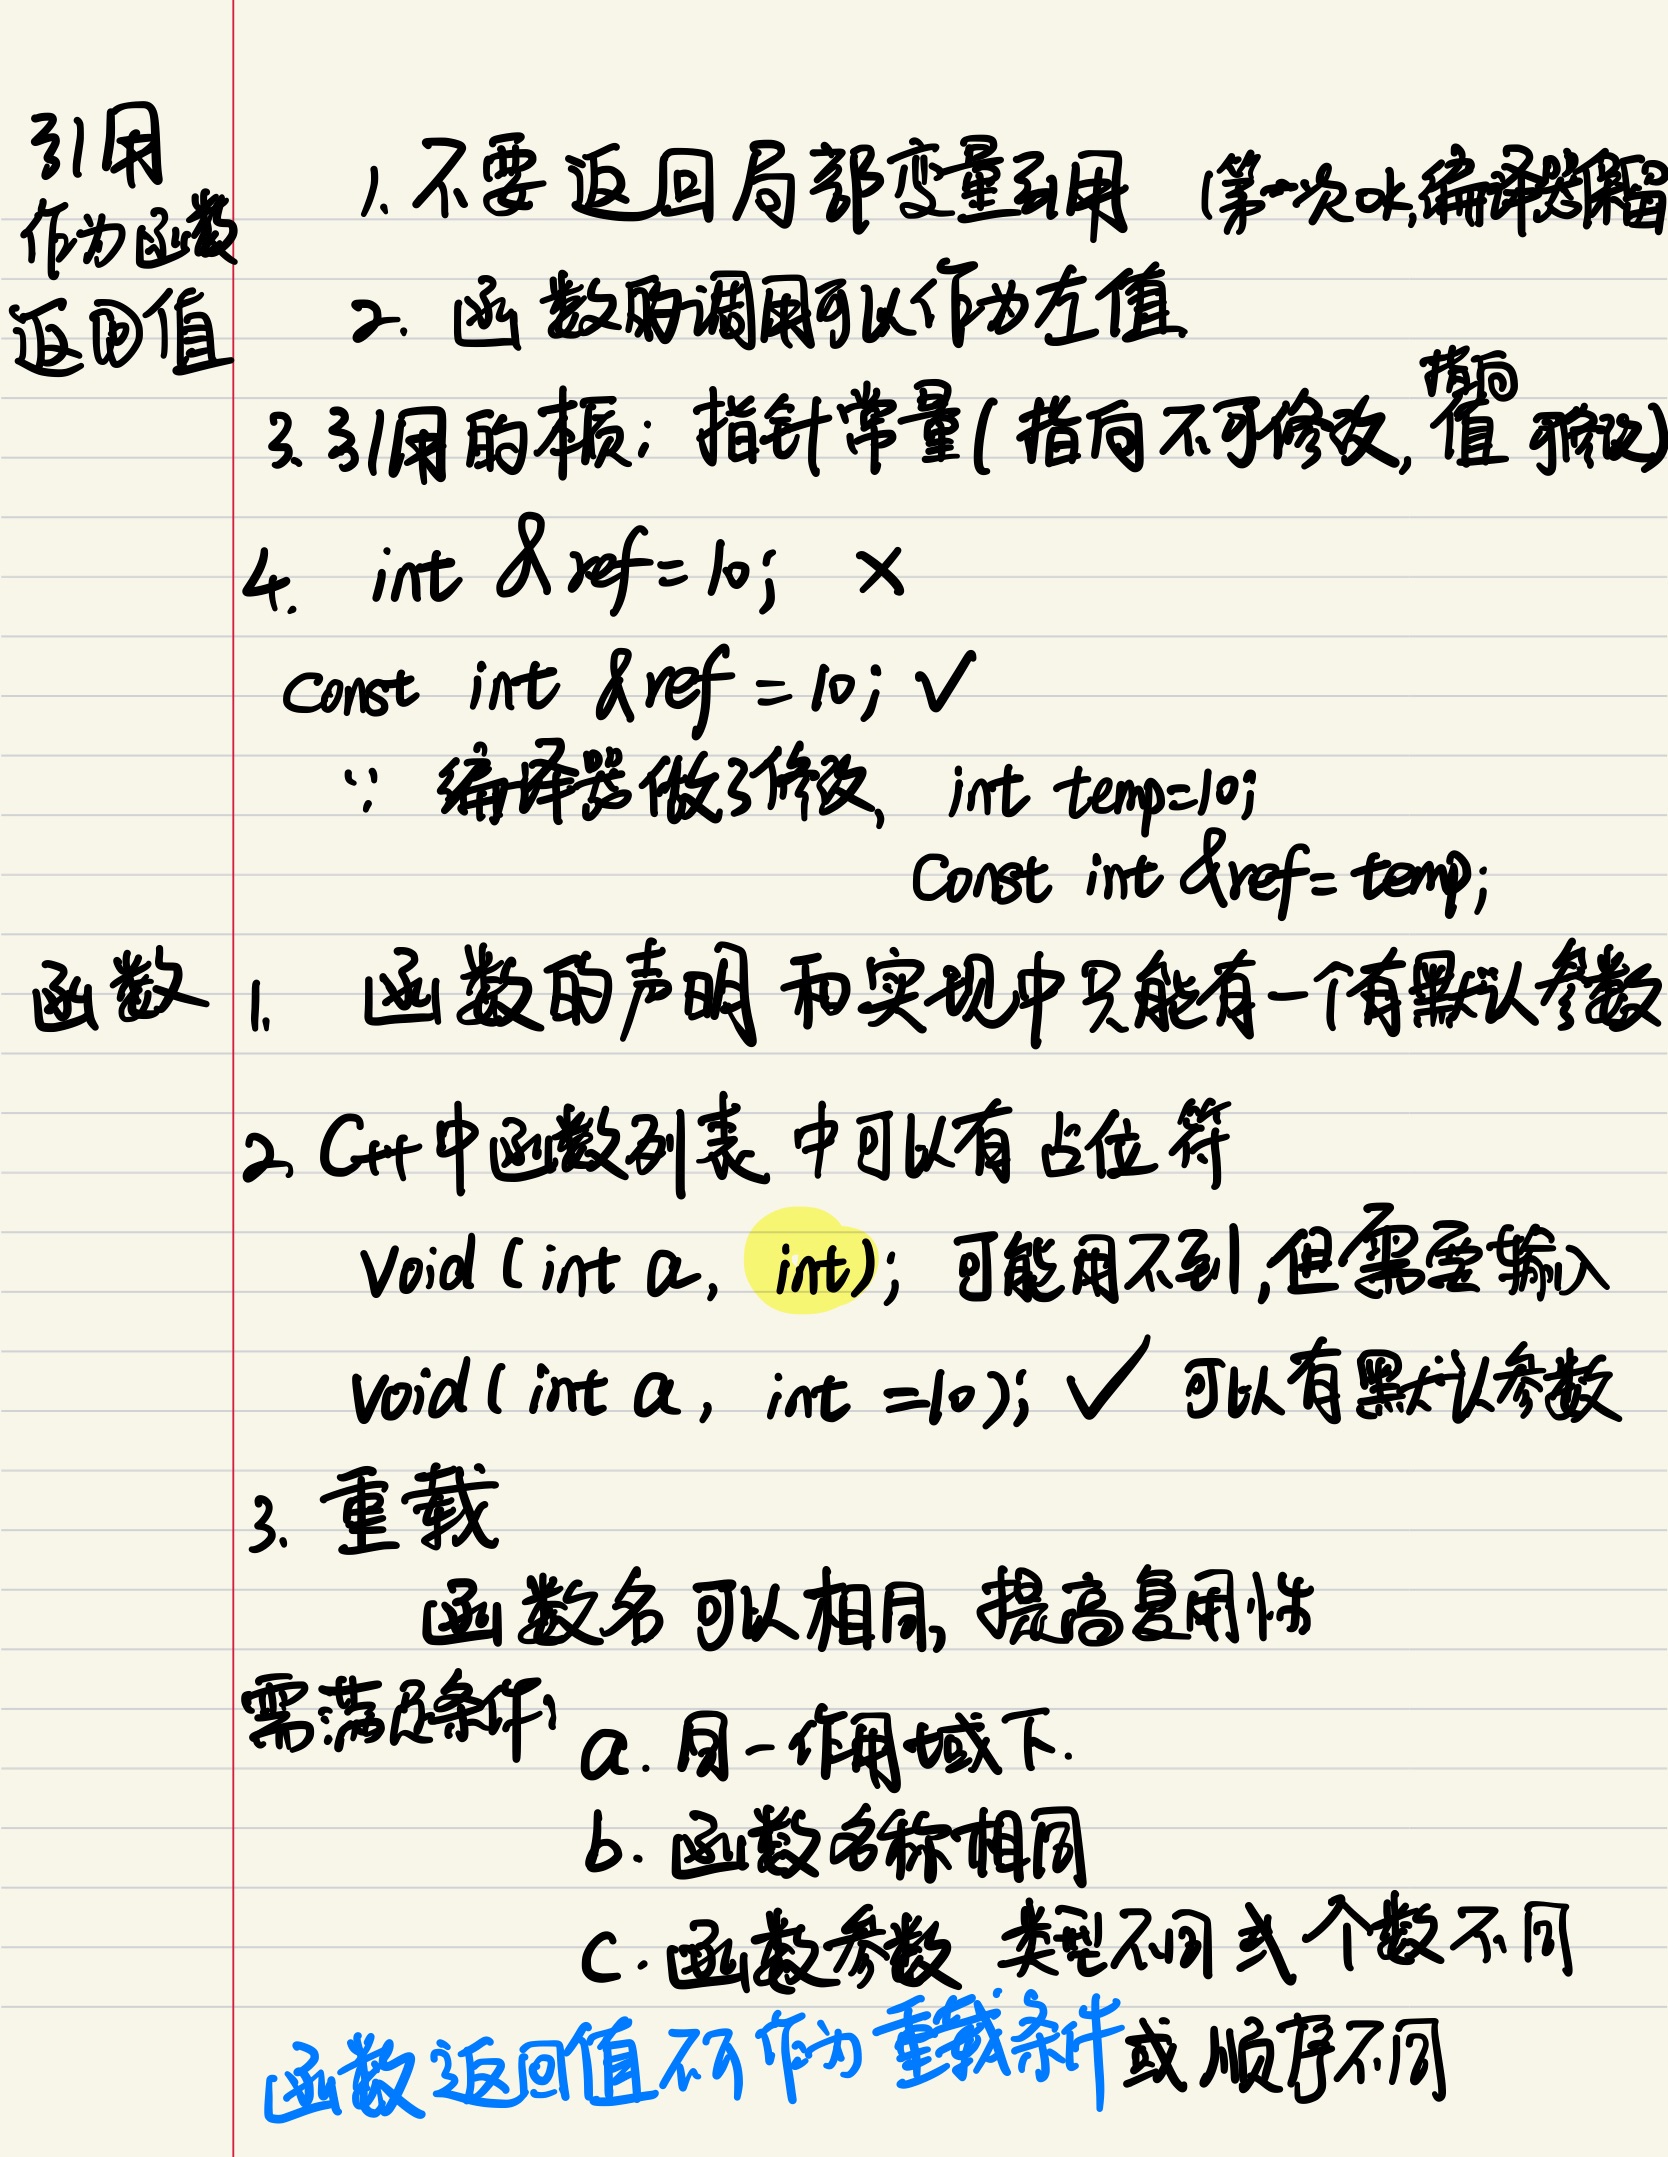 引用
作为函数
返回值
1. 不要返回局部变量引用 (第一次ok,编译器保留
2. 函数的调用可以作为左值
3. 引用的本质: 指针常量(指向不可修改, 指向值可修改)
4. int &ref=10; ×
const int &ref=10; ✓
∵ 编译器做了修改, int temp=10;
const int &ref=temp;
函数 1. 函数的声明和实现中只能有一个有默认参数
2. C++中函数列表中可以有占位符
void (int a, int); 可能用不到,但需要输入
void(int a, int =10); ✓ 可以有默认参数
3. 重载
函数名可以相同, 提高复用性
需满足条件
a. 同一作用域下.
b. 函数名称相同
c. 函数参数 类型不同或个数不同
或顺序不同
函数返回值不可作为重载条件